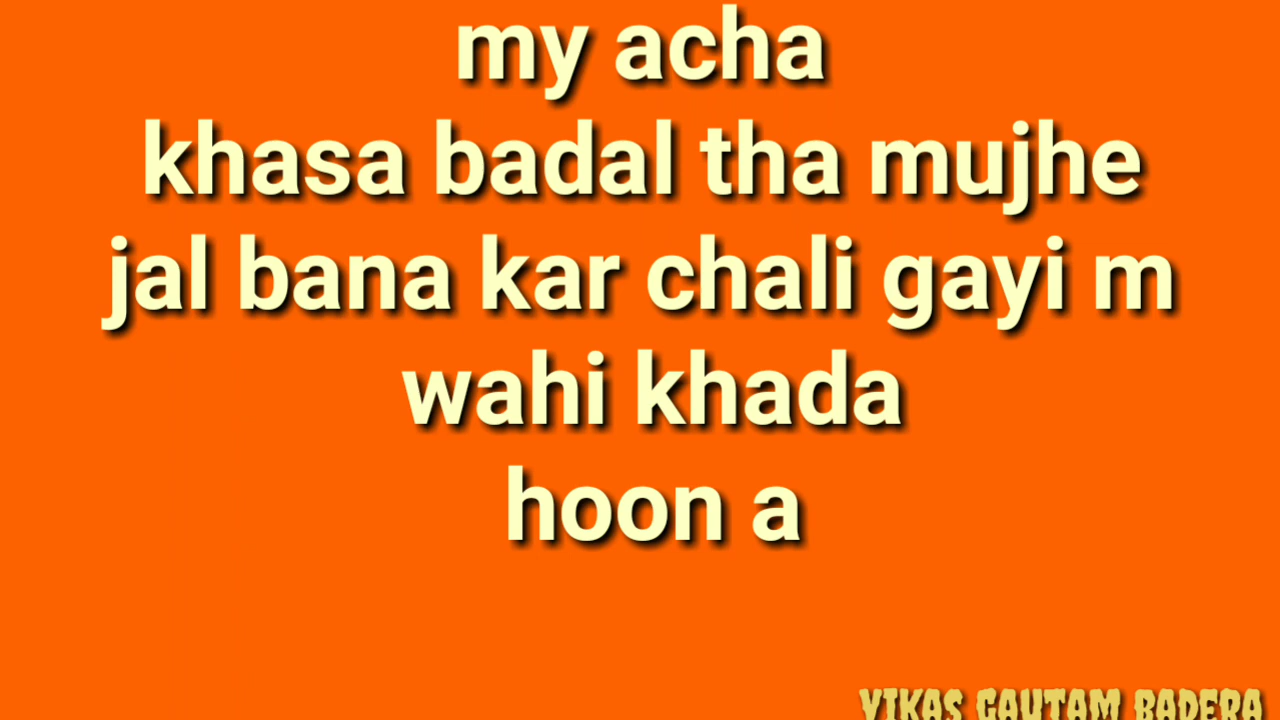 my acha
khasa badal tha mujhe
jal bana kar chali gayi m
wahi khada
hoon a
VIKAS GAUTAM BADERA